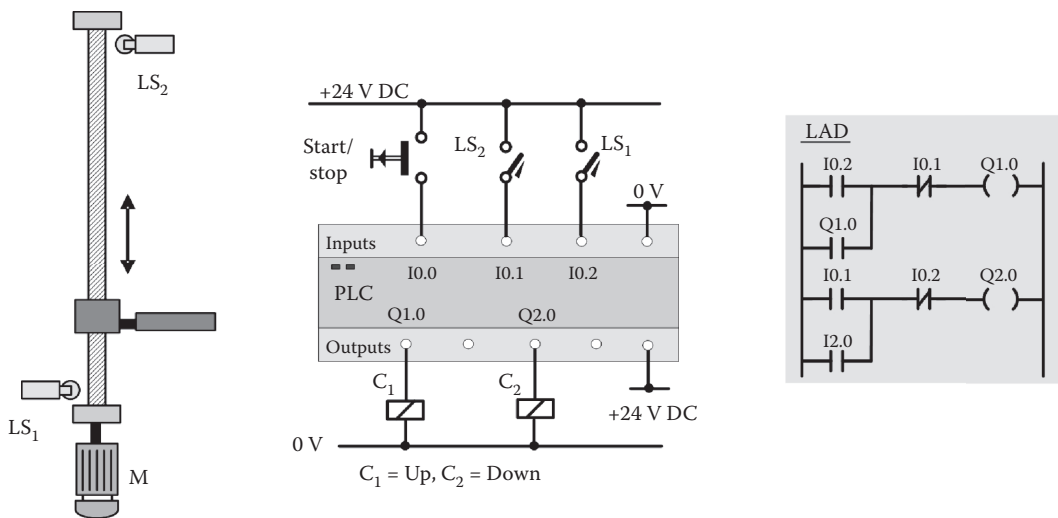 LS2
LS1
M
+24 V DC
Start/
stop
LS2
LS1
0 V
Inputs
I0.0
I0.1
I0.2
PLC
Q1.0
Q2.0
Outputs
C1
C2
+24 V DC
0 V
C1 = Up, C2 = Down
LAD
I0.2
I0.1
Q1.0
Q1.0
I0.1
I0.2
Q2.0
I2.0